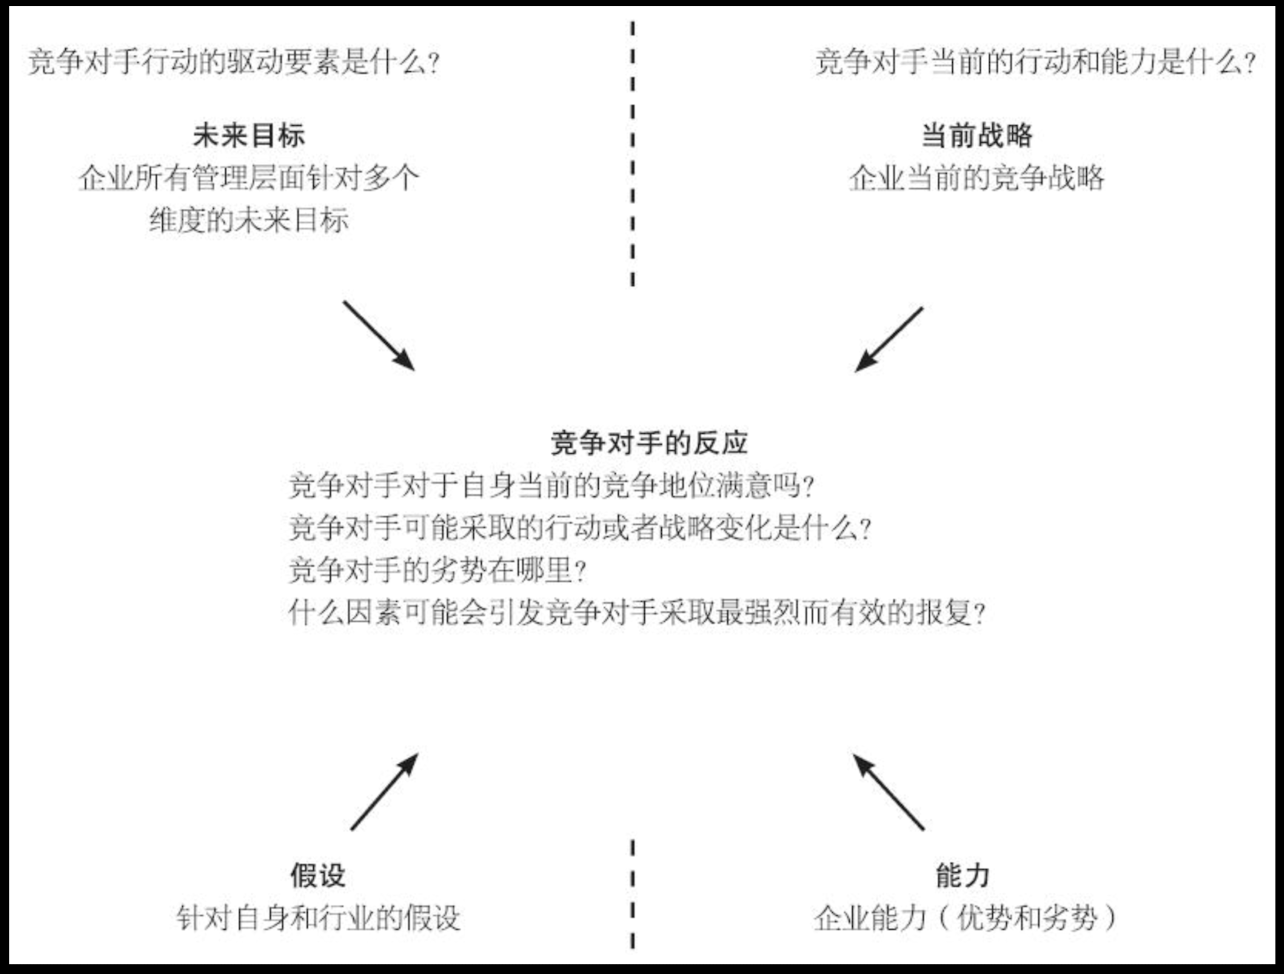 竞争对手行动的驱动要素是什么?
竞争对手当前的行动和能力是什么?
未来目标
企业所有管理层面针对多个
维度的未来目标
当前战略
企业当前的竞争战略
竞争对手的反应
竞争对手对于自身当前的竞争地位满意吗?
竞争对手可能采取的行动或者战略变化是什么?
竞争对手的劣势在哪里?
什么因素可能会引发竞争对手采取最强烈而有效的报复?
假设
针对自身和行业的假设
能力
企业能力（优势和劣势）